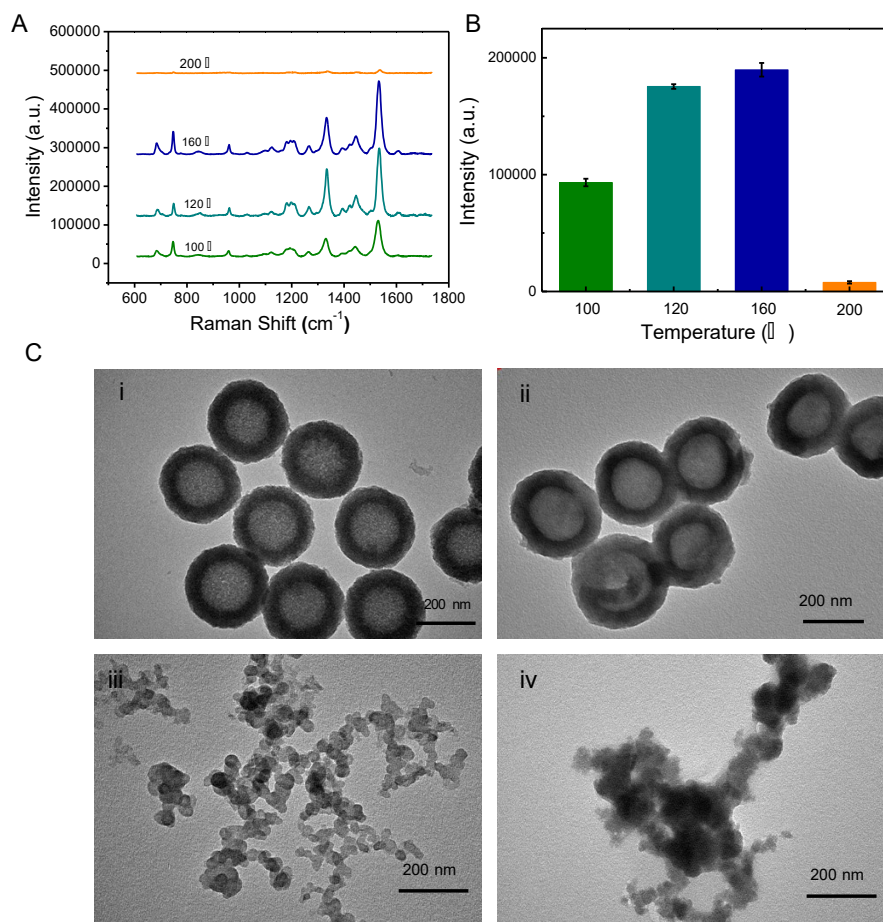 A
B
600000
500000
400000
300000
200000
100000
0
Intensity (a.u.)
200 ▯
160 ▯
120 ▯
100 ▯
600 800 1000 1200 1400 1600 1800
Raman Shift (cm⁻¹)
200000
100000
0
Intensity (a.u.)
100 120 160 200
Temperature (▯ )
C
i
200 nm
ii
200 nm
iii
200 nm
iv
200 nm